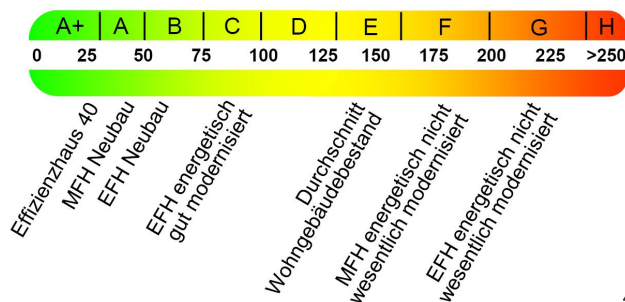 A+ A B C D E F G H
0 25 50 75 100 125 150 175 200 225 >250
Effizienzhaus 40
MFH Neubau
EFH Neubau
EFH energetisch
gut modernisiert
Durchschnitt
Wohngebäudebestand
MFH energetisch nicht
wesentlich modernisiert
EFH energetisch nicht
wesentlich modernisiert